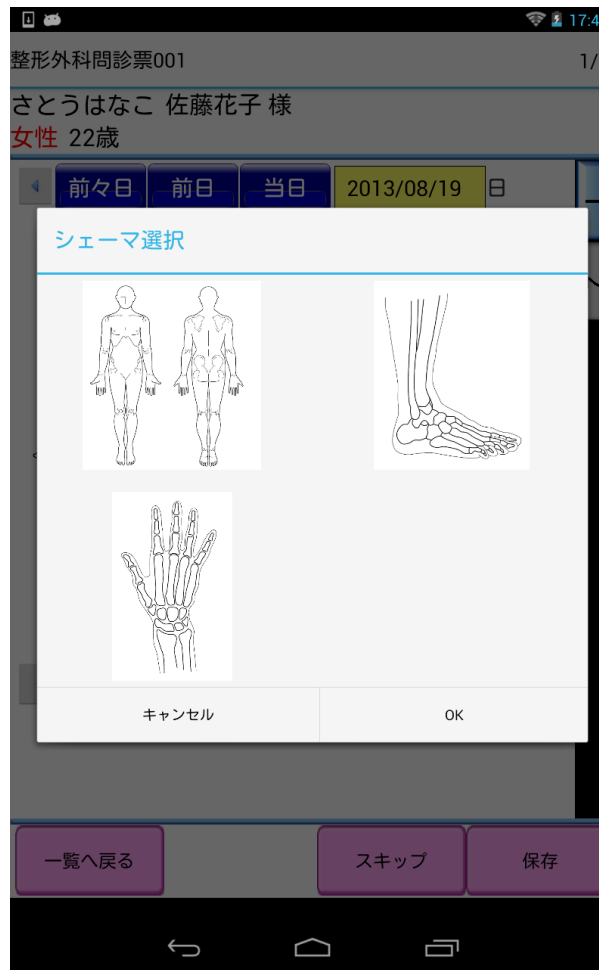 17:4
整形外科問診票001
1/
さとうはなこ 佐藤花子 様
女性 22歳
前々日 前日 当日 2013/08/19 日
シェーマ選択
キャンセル
OK
一覧へ戻る
スキップ
保存